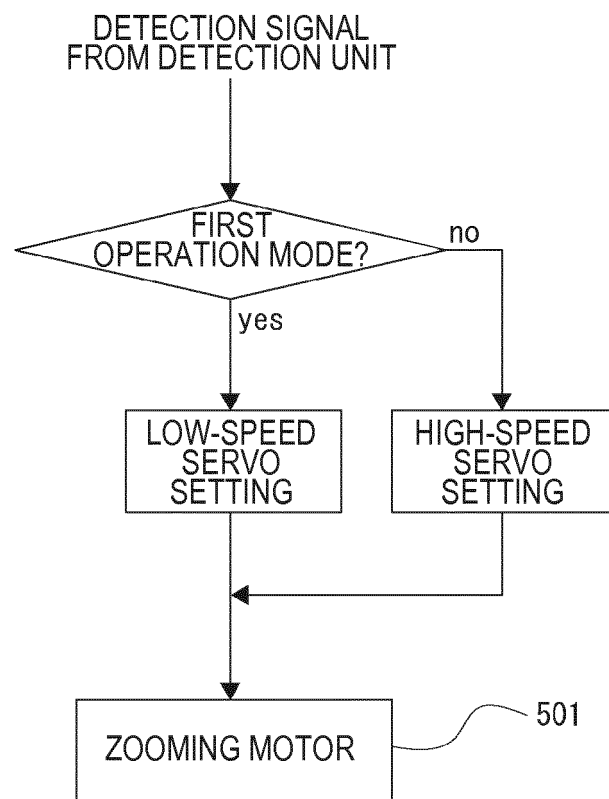 DETECTION SIGNAL
FROM DETECTION UNIT
FIRST
OPERATION MODE?
no
yes
LOW-SPEED
SERVO
SETTING
HIGH-SPEED
SERVO
SETTING
ZOOMING MOTOR
501